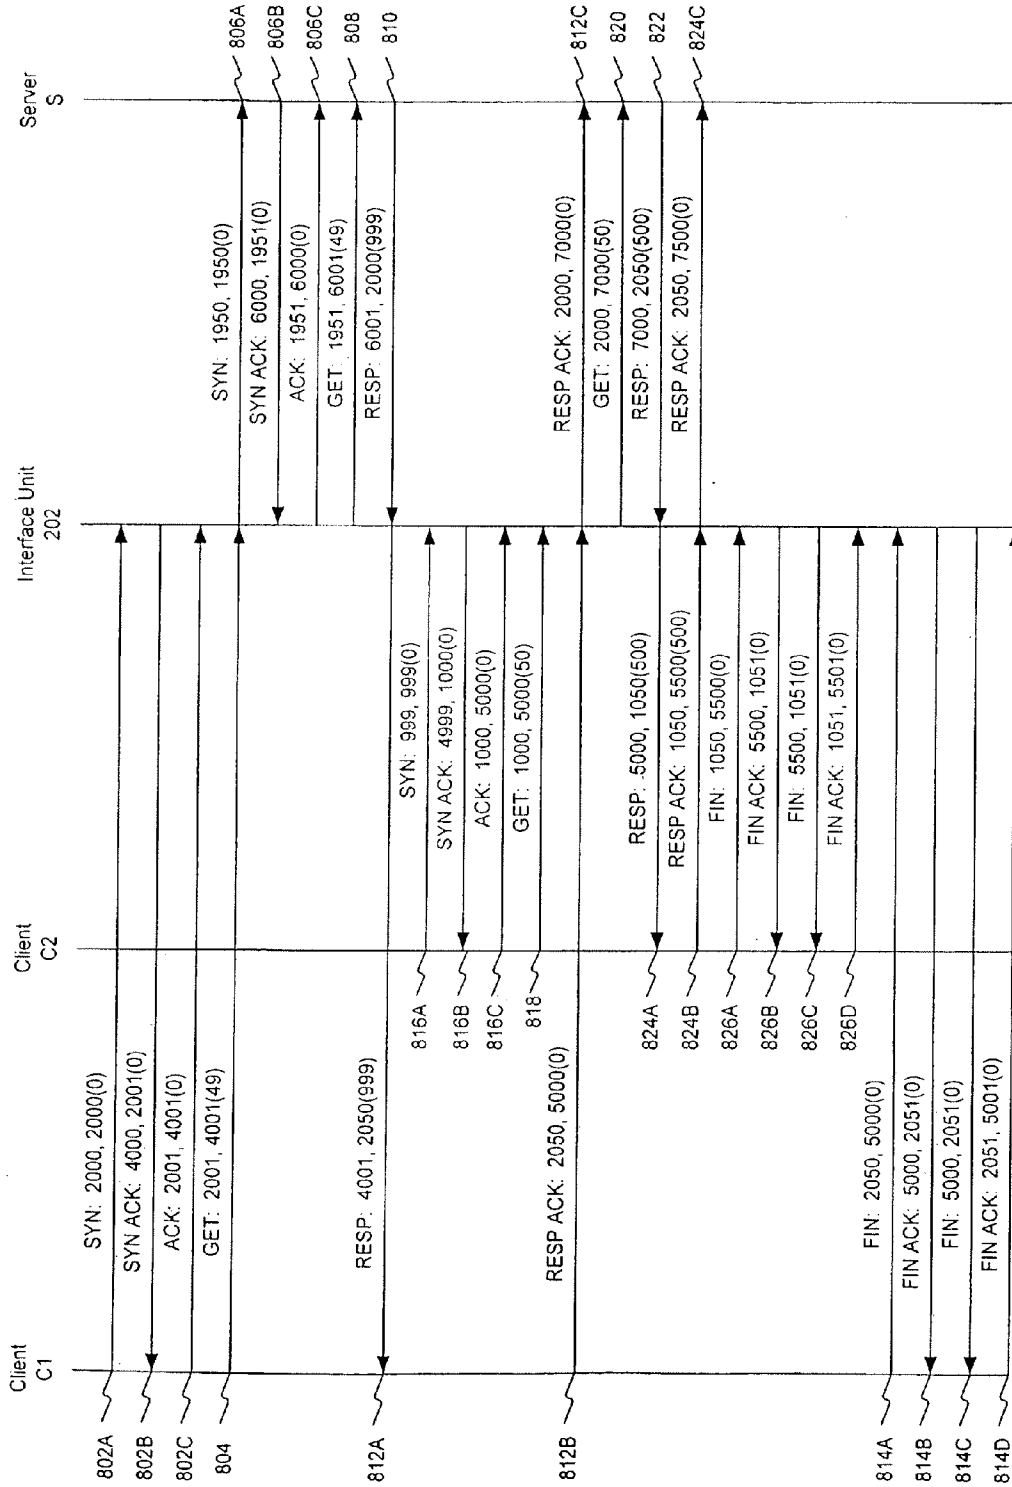 Client
C1
Client
C2
Interface Unit
202
Server
S
802A
SYN: 2000, 2000(0)
802B
SYN ACK: 4000, 2001(0)
802C
ACK: 2001, 4001(0)
804
GET: 2001, 4001(49)
SYN: 1950, 1950(0)
806A
SYN ACK: 6000, 1951(0)
806B
ACK: 1951, 6000(0)
806C
GET: 1951, 6001(49)
808
RESP: 6001, 2000(999)
810
812A
RESP: 4001, 2050(999)
816A
SYN: 999, 999(0)
816B
SYN ACK: 4999, 1000(0)
816C
ACK: 1000, 5000(0)
818
GET: 1000, 5000(50)
812B
RESP ACK: 2050, 5000(0)
RESP ACK: 2000, 7000(0)
812C
GET: 2000, 7000(50)
820
RESP: 7000, 2050(500)
822
824A
RESP: 5000, 1050(500)
824B
RESP ACK: 1050, 5500(500)
RESP ACK: 2050, 7500(0)
824C
826A
FIN: 1050, 5500(0)
826B
FIN ACK: 5500, 1051(0)
826C
FIN: 5500, 1051(0)
826D
FIN ACK: 1051, 5501(0)
814A
FIN: 2050, 5000(0)
814B
FIN ACK: 5000, 2051(0)
814C
FIN: 5000, 2051(0)
814D
FIN ACK: 2051, 5001(0)